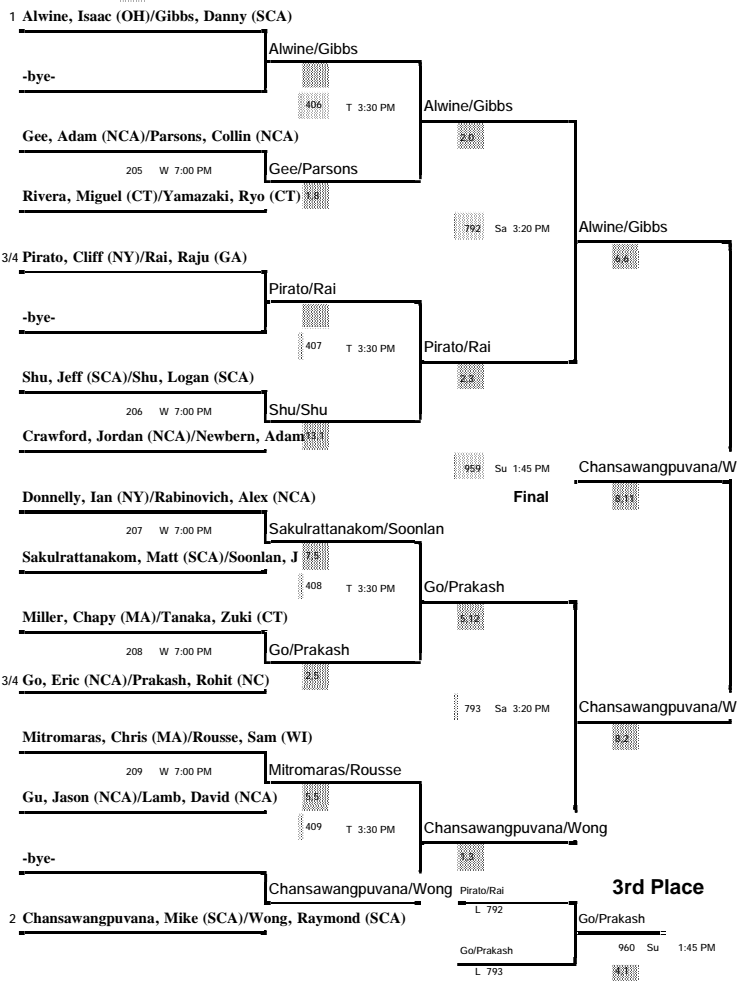 1 Alwine, Isaac (OH)/Gibbs, Danny (SCA)
Alwine/Gibbs
-bye-
406 T 3:30 PM
Alwine/Gibbs
2,0
Gee, Adam (NCA)/Parsons, Collin (NCA)
205 W 7:00 PM
Gee/Parsons
Rivera, Miguel (CT)/Yamazaki, Ryo (CT)
1,8
792 Sa 3:20 PM
Alwine/Gibbs
6,6
3/4 Pirato, Cliff (NY)/Rai, Raju (GA)
Pirato/Rai
-bye-
407 T 3:30 PM
Pirato/Rai
2,3
Shu, Jeff (SCA)/Shu, Logan (SCA)
206 W 7:00 PM
Shu/Shu
Crawford, Jordan (NCA)/Newbern, Adam
13,1
959 Su 1:45 PM
Chansawangpuvana/W
Final
8,11
Donnelly, Ian (NY)/Rabinovich, Alex (NCA)
207 W 7:00 PM
Sakulrattanakom/Soonlan
Sakulrattanakom, Matt (SCA)/Soonlan, J
7,5
408 T 3:30 PM
Go/Prakash
5,12
Miller, Chapy (MA)/Tanaka, Zuki (CT)
208 W 7:00 PM
Go/Prakash
3/4 Go, Eric (NCA)/Prakash, Rohit (NC)
2,5
793 Sa 3:20 PM
Chansawangpuvana/W
8,2
Mitromaras, Chris (MA)/Rousse, Sam (WI)
209 W 7:00 PM
Mitromaras/Rousse
Gu, Jason (NCA)/Lamb, David (NCA)
5,5
409 T 3:30 PM
Chansawangpuvana/Wong
1,3
-bye-
Chansawangpuvana/Wong
2 Chansawangpuvana, Mike (SCA)/Wong, Raymond (SCA)
3rd Place
Pirato/Rai
L 792
Go/Prakash
960 Su 1:45 PM
Go/Prakash
L 793
4,1